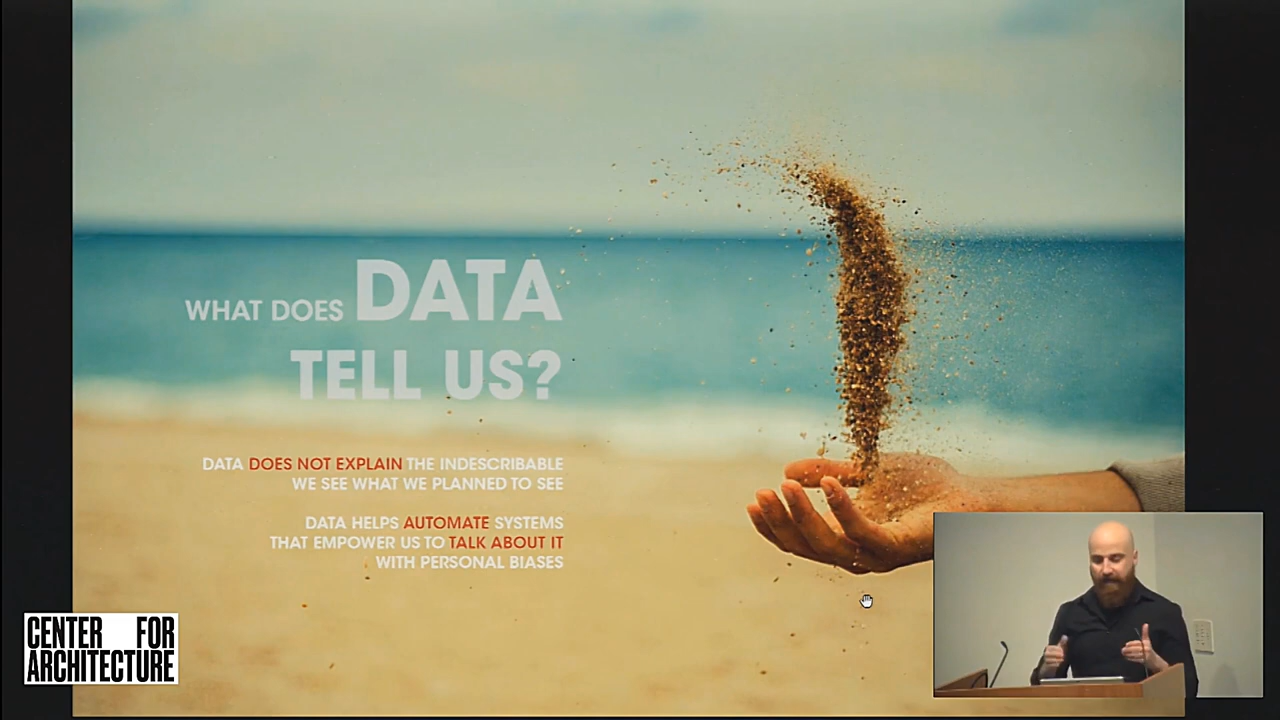 WHAT DOES DATA
TELL US?
DATA DOES NOT EXPLAIN THE INDESCRIBABLE
WE SEE WHAT WE PLANNED TO SEE
DATA HELPS AUTOMATE SYSTEMS
THAT EMPOWER US TO TALK ABOUT IT
WITH PERSONAL BIASES
CENTER FOR
ARCHITECTURE